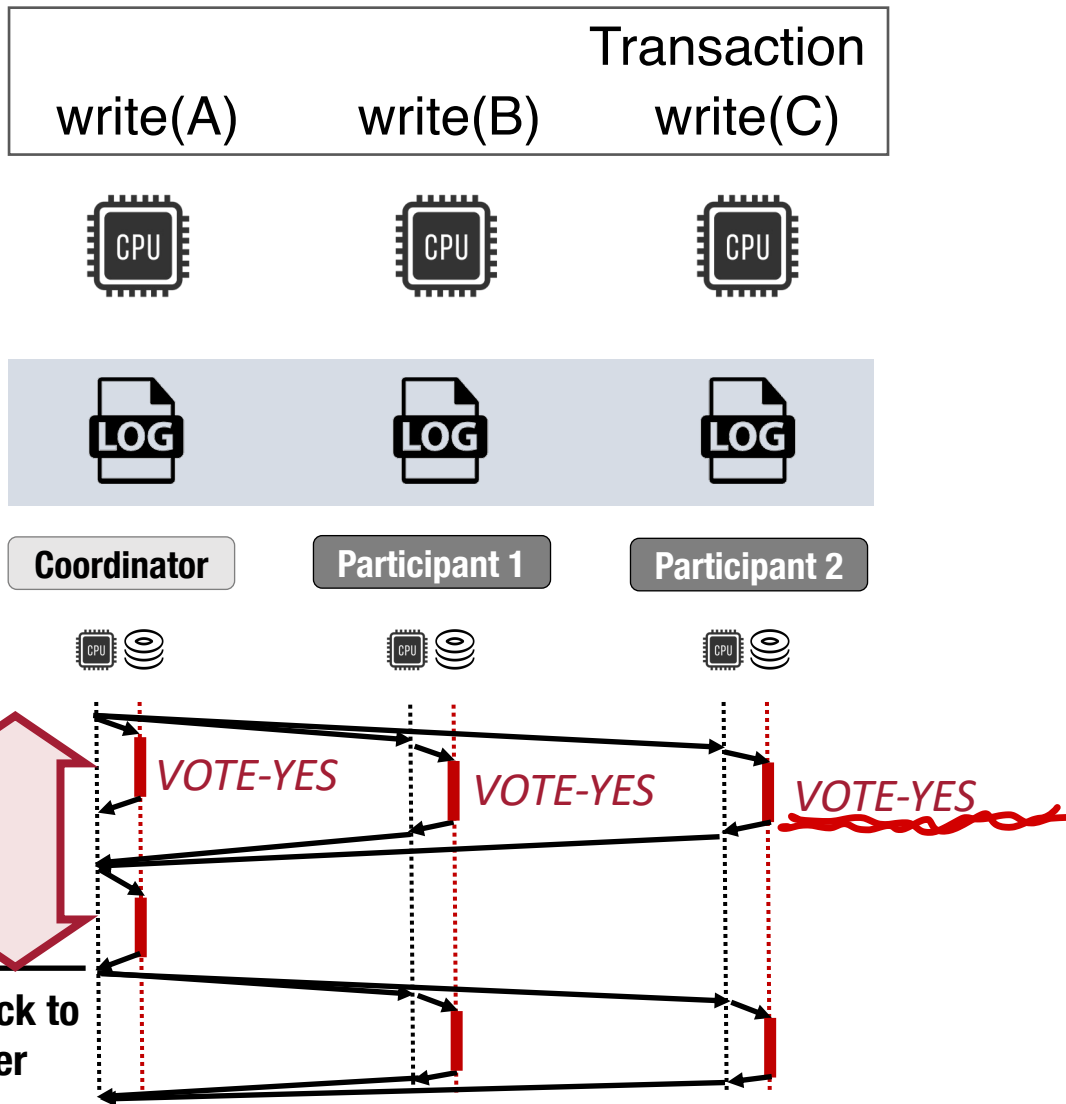 Transaction
write(A) write(B) write(C)
CPU CPU CPU
LOG LOG LOG
Coordinator Participant 1 Participant 2
CPU CPU CPU
VOTE-YES VOTE-YES VOTE-YES
ck to
er